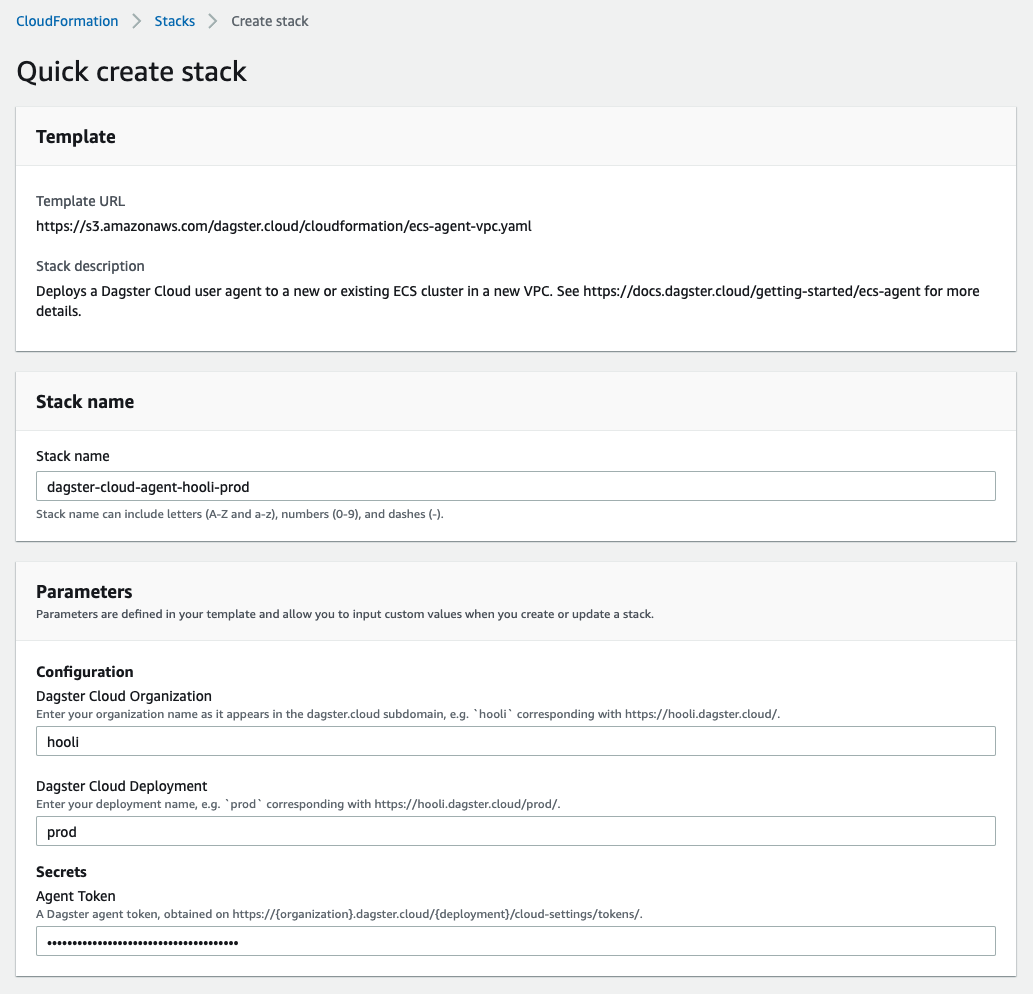 CloudFormation > Stacks > Create stack
Quick create stack
Template
Template URL
https://s3.amazonaws.com/dagster.cloud/cloudformation/ecs-agent-vpc.yaml
Stack description
Deploys a Dagster Cloud user agent to a new or existing ECS cluster in a new VPC. See https://docs.dagster.cloud/getting-started/ecs-agent for more
details.
Stack name
Stack name
dagster-cloud-agent-hooli-prod
Stack name can include letters (A-Z and a-z), numbers (0-9), and dashes (-).
Parameters
Parameters are defined in your template and allow you to input custom values when you create or update a stack.
Configuration
Dagster Cloud Organization
Enter your organization name as it appears in the dagster.cloud subdomain, e.g. `hooli` corresponding with https://hooli.dagster.cloud/.
hooli
Dagster Cloud Deployment
Enter your deployment name, e.g. `prod` corresponding with https://hooli.dagster.cloud/prod/.
prod
Secrets
Agent Token
A Dagster agent token, obtained on https://{organization}.dagster.cloud/{deployment}/cloud-settings/tokens/.
••••••••••••••••••••••••••••••••••••••